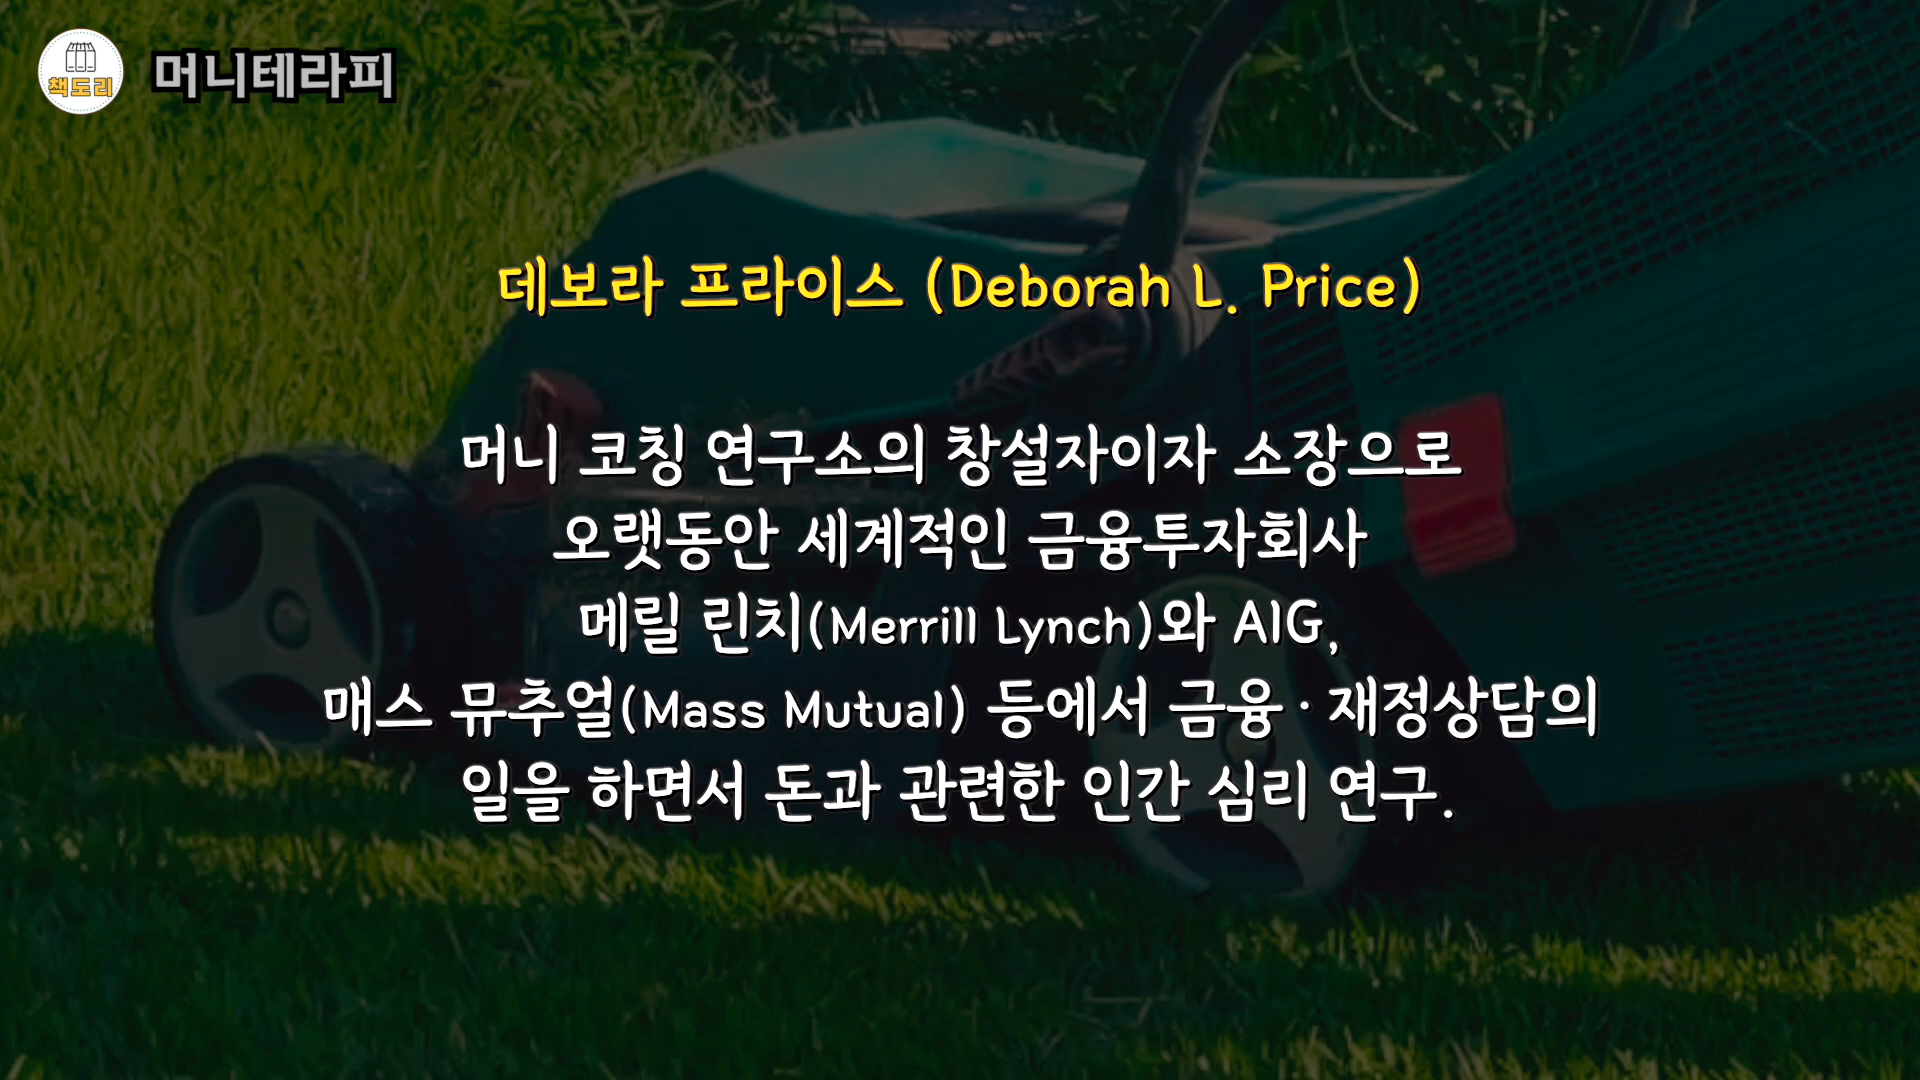 책도리
머니테라피
데보라 프라이스 (Deborah L. Price)
머니 코칭 연구소의 창설자이자 소장으로
오랫동안 세계적인 금융투자회사
메릴 린치(Merrill Lynch)와 AIG,
매스 뮤추얼(Mass Mutual) 등에서 금융·재정상담의
일을 하면서 돈과 관련한 인간 심리 연구.